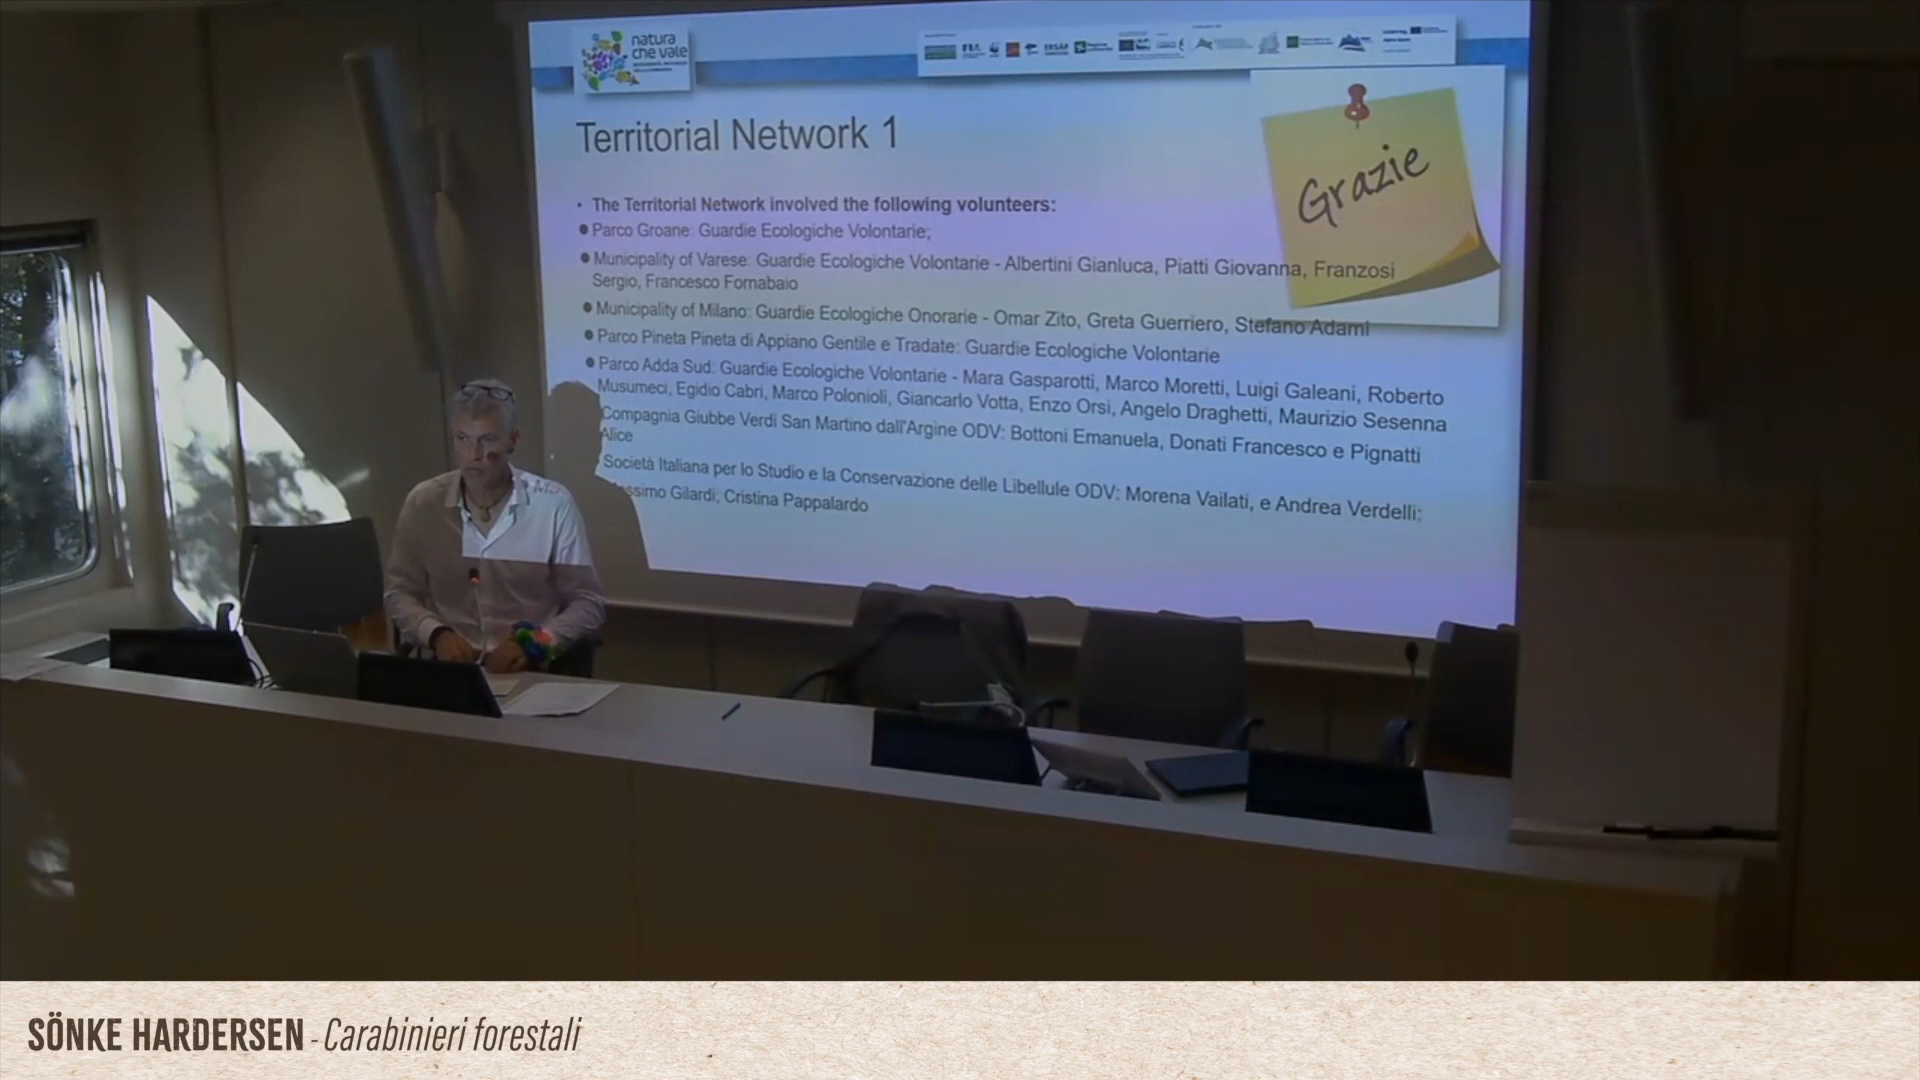 natura
che vale
Territorial Network 1
Grazie
• The Territorial Network involved the following volunteers:
● Parco Groane: Guardie Ecologiche Volontarie;
● Municipality of Varese: Guardie Ecologiche Volontarie - Albertini Gianluca, Piatti Giovanna, Franzosi
Sergio, Francesco Fornabaio
● Municipality of Milano: Guardie Ecologiche Onorarie - Omar Zito, Greta Guerriero, Stefano Adami
● Parco Pineta Pineta di Appiano Gentile e Tradate: Guardie Ecologiche Volontarie
● Parco Adda Sud: Guardie Ecologiche Volontarie - Mara Gasparotti, Marco Moretti, Luigi Galeani, Roberto
Musumeci, Egidio Cabri, Marco Polonioli, Giancarlo Votta, Enzo Orsi, Angelo Draghetti, Maurizio Sesenna
Compagnia Giubbe Verdi San Martino dall'Argine ODV: Bottoni Emanuela, Donati Francesco e Pignatti
Alice
Società Italiana per lo Studio e la Conservazione delle Libellule ODV: Morena Vailati, e Andrea Verdelli;
Gilardi; Cristina Pappalardo
SÖNKE HARDERSEN - Carabinieri forestali